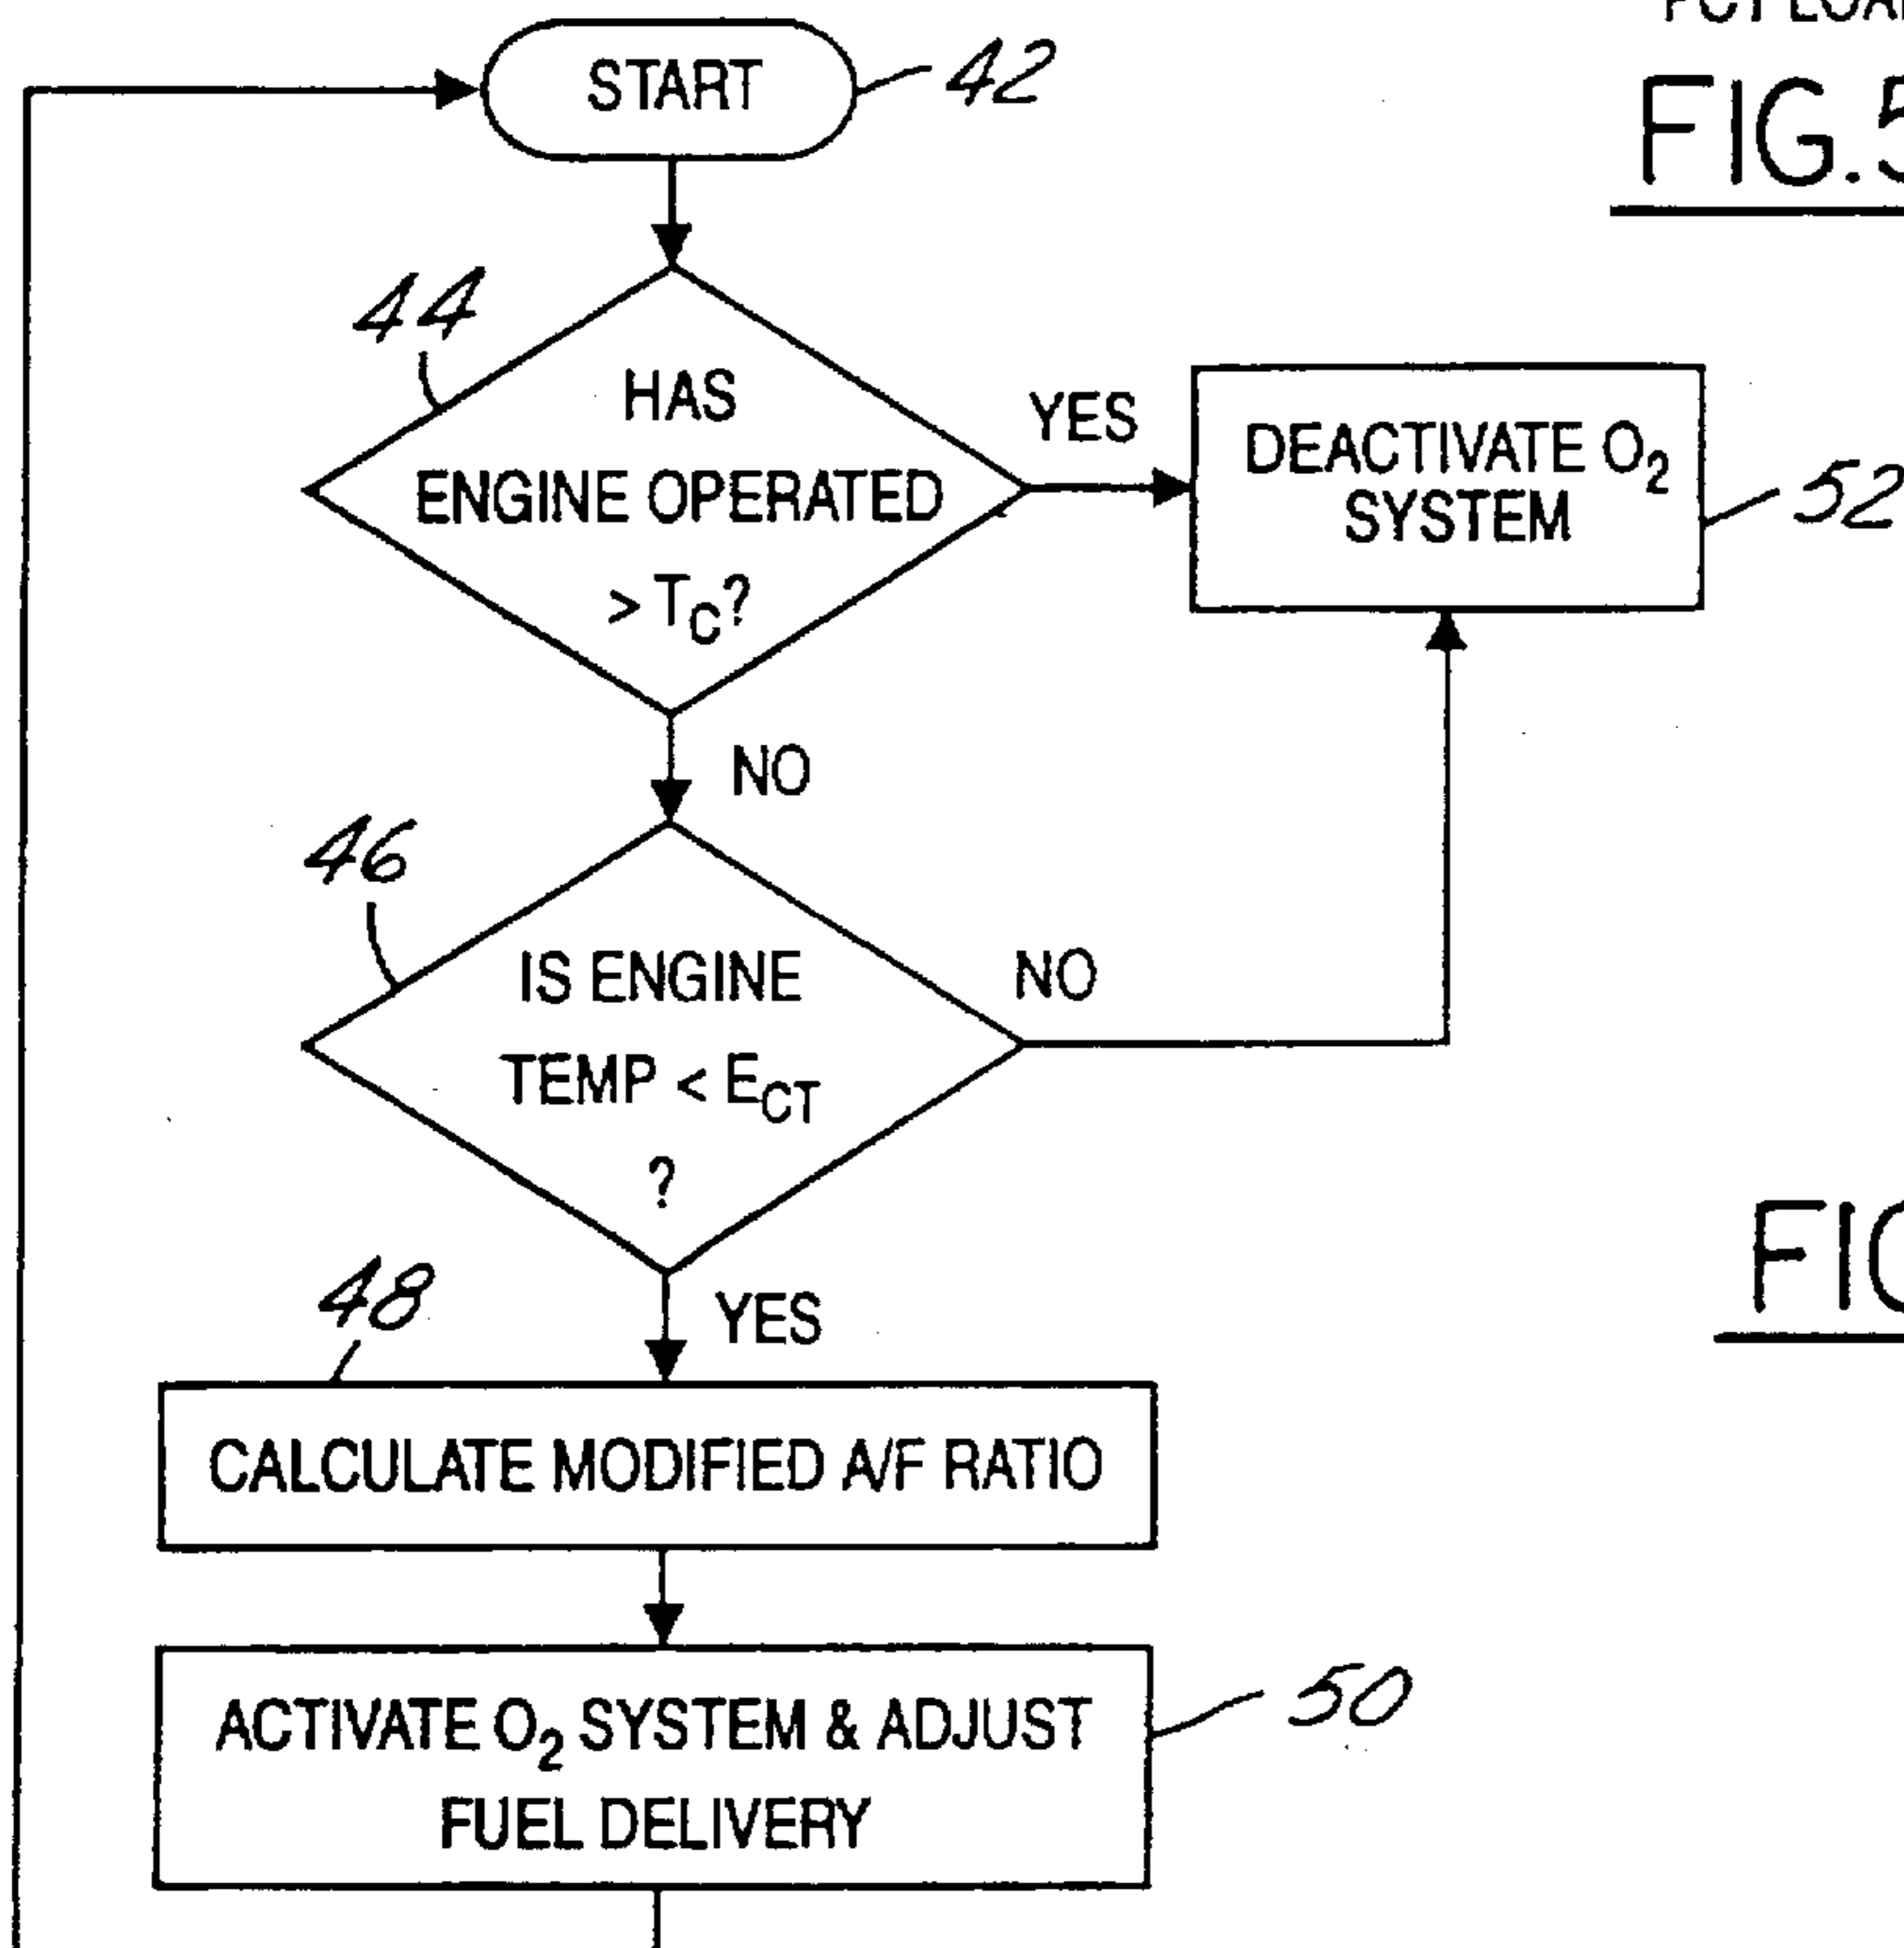 START
42
FIG.5
44
HAS
ENGINE OPERATED
> T_C?
YES
DEACTIVATE O₂
SYSTEM
52
NO
46
IS ENGINE
TEMP < E_CT
?
NO
48
YES
CALCULATE MODIFIED A/F RATIO
ACTIVATE O₂ SYSTEM & ADJUST
FUEL DELIVERY
50